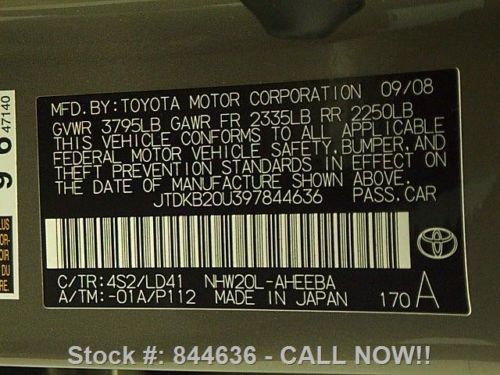 MFD. BY: TOYOTA MOTOR CORPORATION 09/08
GVWR 3795LB GAWR FR 2335LB RR 2250LB
THIS VEHICLE CONFORMS TO ALL APPLICABLE
FEDERAL MOTOR VEHICLE SAFETY, BUMPER, AND
THEFT PREVENTION STANDARDS IN EFFECT ON
THE DATE OF MANUFACTURE SHOWN ABOVE.
JTDKB20U397844636 PASS. CAR
C/TR: 4S2/LD41 NHW20L-AHEEBA
A/TM: -01A/P112 MADE IN JAPAN 170 A
TOYOTA
47140
Stock #: 844636 - CALL NOW!!